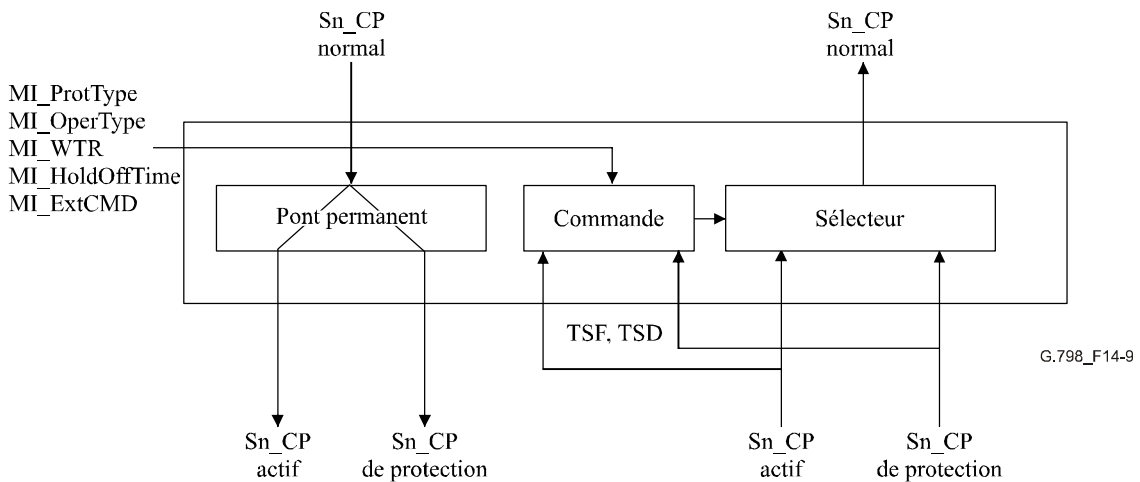 Sn_CP
normal
Sn_CP
normal
MI_ProtType
MI_OperType
MI_WTR
MI_HoldOffTime
MI_ExtCMD
Pont permanent
Commande
Sélecteur
TSF, TSD
G.798_F14-9
Sn_CP
actif
Sn_CP
de protection
Sn_CP
actif
Sn_CP
de protection